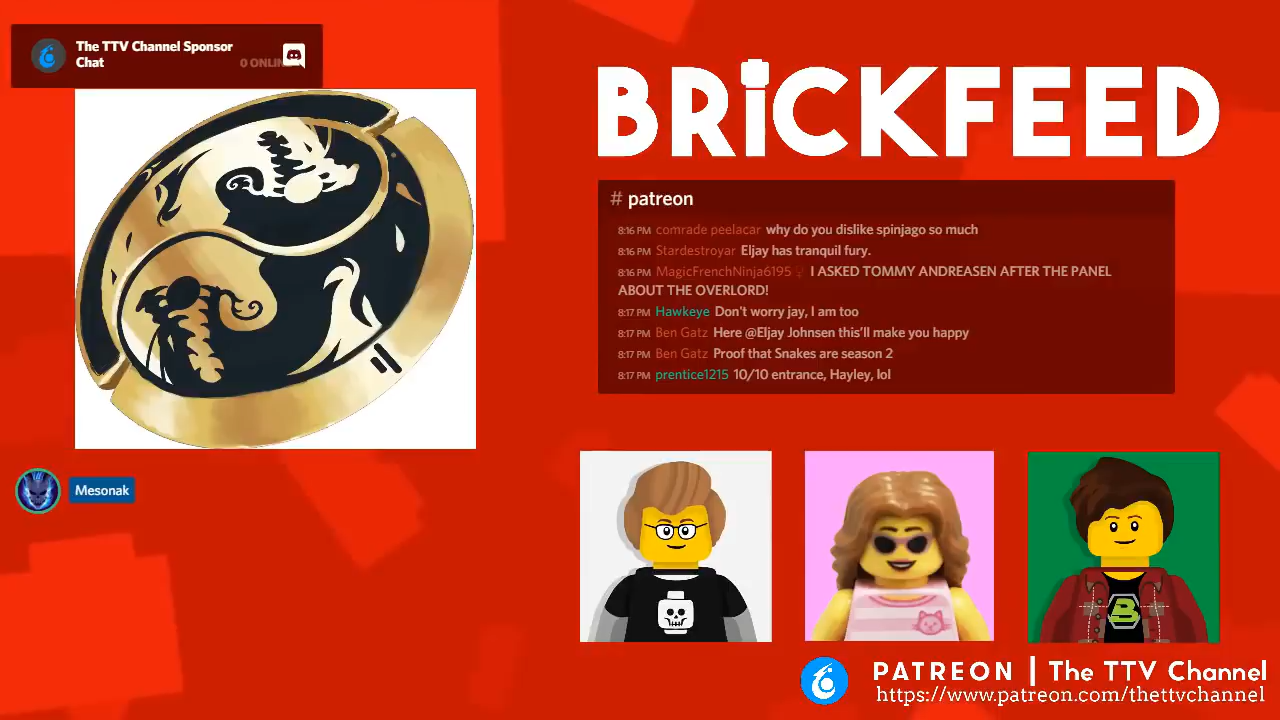 The TTV Channel Sponsor
Chat
0 ONLIN
BRiCKFEED
# patreon
8:16 PM comrade peelacar why do you dislike spinjago so much
8:16 PM Stardestroyar Eljay has tranquil fury.
8:16 PM MagicFrenchNinja6195 I ASKED TOMMY ANDREASEN AFTER THE PANEL
ABOUT THE OVERLORD!
8:17 PM Hawkeye Don't worry jay, I am too
8:17 PM Ben Gatz Here @Eljay Johnsen this'll make you happy
8:17 PM Ben Gatz Proof that Snakes are season 2
8:17 PM prentice1215 10/10 entrance, Hayley, lol
Mesonak
B
PATREON | The TTV Channel
https://www.patreon.com/thettvchannel